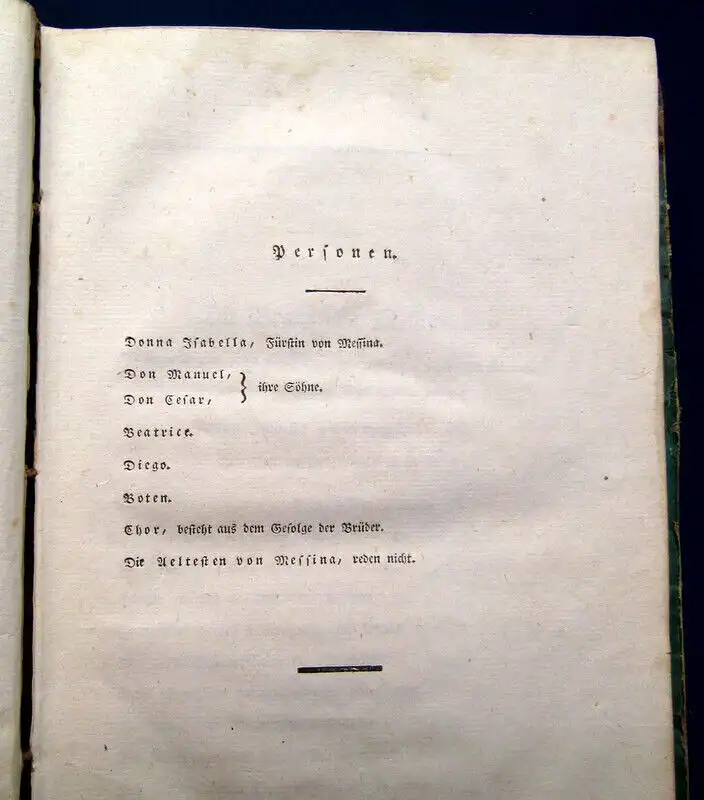 Perſonen.
Donna Iſabella, Fürſtin von Meſſina.
Don Manuel,
Don Ceſar, } ihre Söhne.
Beatrice.
Diego.
Boten.
Chor, beſteht aus dem Gefolge der Brüder.
Die Aelteſten von Meſſina, reden nicht.